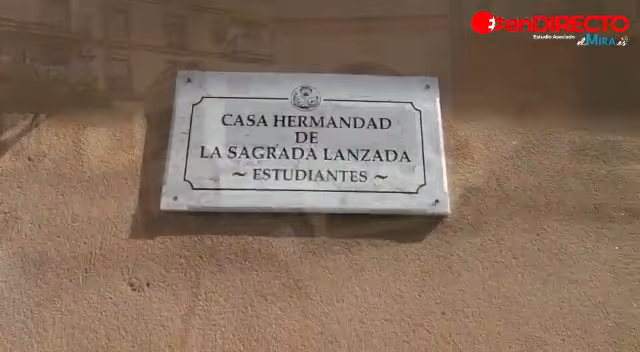 #enDIRECTO
Estudio Asociado
elMIRA.es
CASA HERMANDAD
DE
LA SAGRADA LANZADA
~ ESTUDIANTES ~